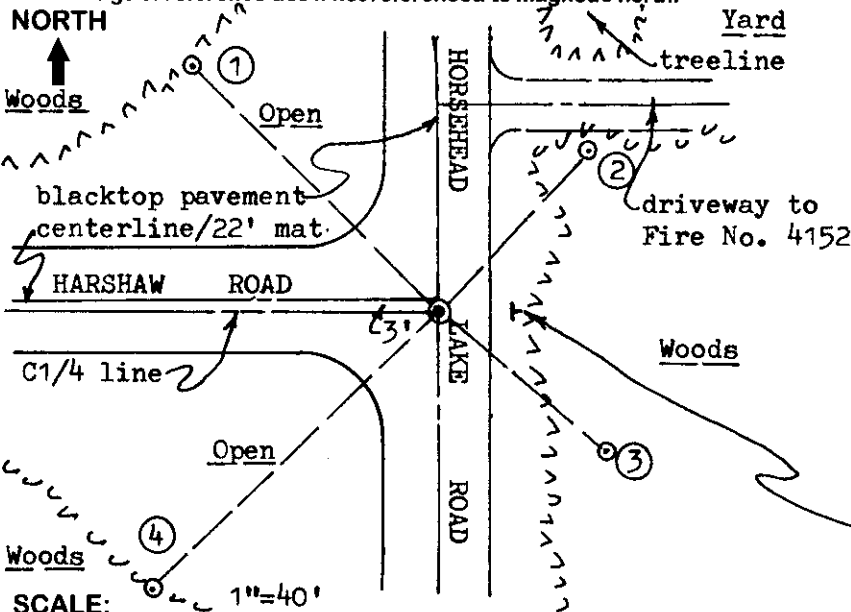 NORTH
Woods
1
Open
HORSEHEAD
LAKE
ROAD
Yard
treeline
2
driveway to
Fire No. 4152
blacktop pavement
centerline/22' mat
HARSHAW ROAD
3'
C1/4 line
Woods
3
Open
4
Woods
SCALE: 1"=40'